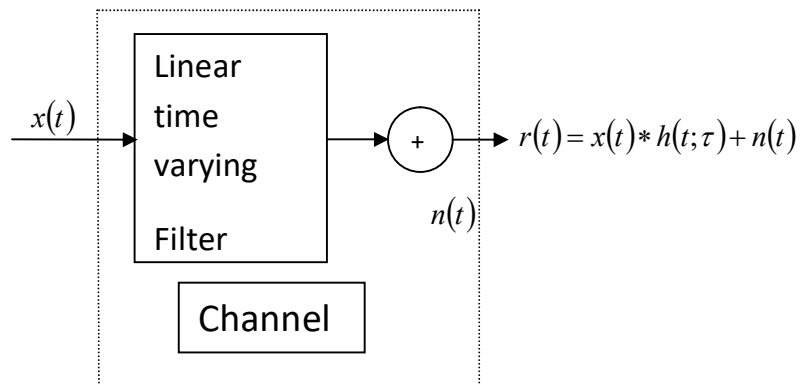 Linear
time
varying
Filter
x(t)
+
r(t) = x(t) * h(t;τ) + n(t)
n(t)
Channel